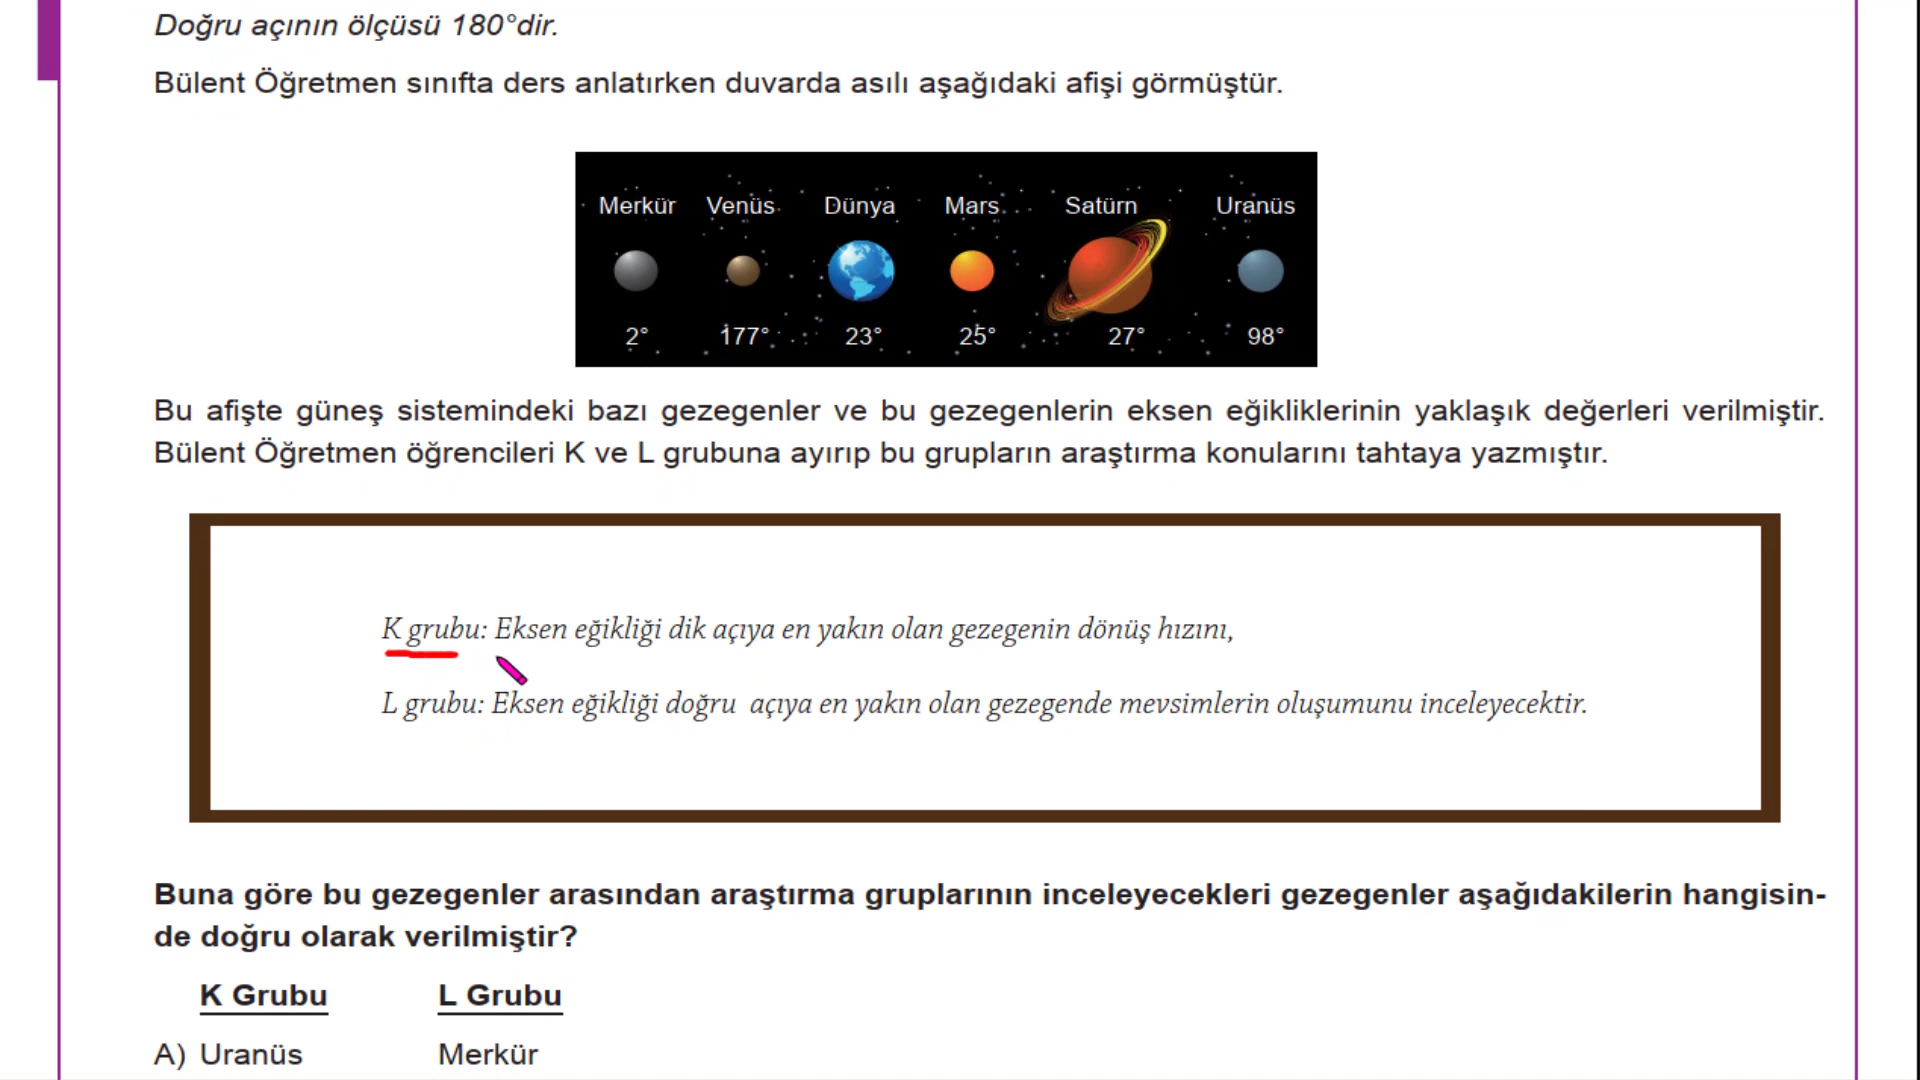 Doğru açının ölçüsü 180°dir.
Bülent Öğretmen sınıfta ders anlatırken duvarda asılı aşağıdaki afişi görmüştür.
Merkür Venüs Dünya Mars Satürn Uranüs
2° 177° 23° 25° 27° 98°
Bu afişte güneş sistemindeki bazı gezegenler ve bu gezegenlerin eksen eğikliklerinin yaklaşık değerleri verilmiştir.
Bülent Öğretmen öğrencileri K ve L grubuna ayırıp bu grupların araştırma konularını tahtaya yazmıştır.
K grubu: Eksen eğikliği dik açıya en yakın olan gezegenin dönüş hızını,
L grubu: Eksen eğikliği doğru açıya en yakın olan gezegende mevsimlerin oluşumunu inceleyecektir.
Buna göre bu gezegenler arasından araştırma gruplarının inceleyecekleri gezegenler aşağıdakilerin hangisin-
de doğru olarak verilmiştir?
K Grubu L Grubu
A) Uranüs Merkür